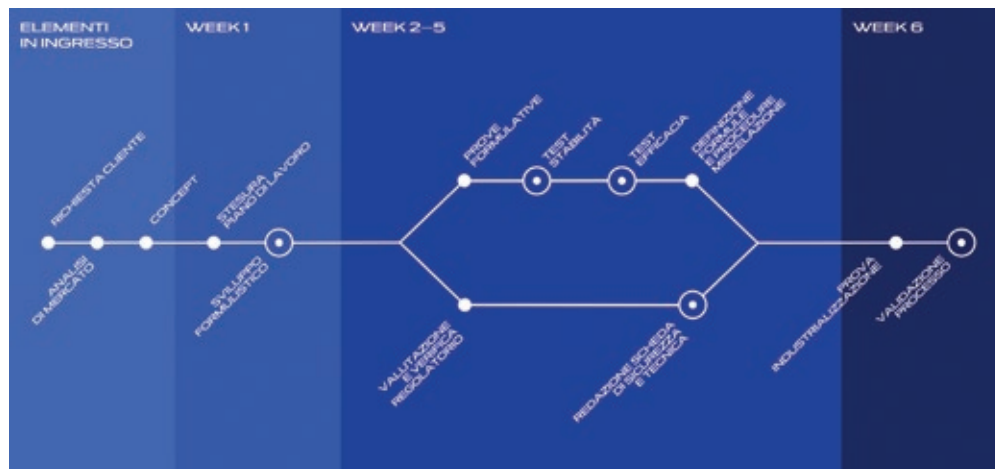 ELEMENTI
IN INGRESSO
WEEK 1
WEEK 2—5
WEEK 6
RICHIESTA CLIENTE
ANALISI
DI MERCATO
CONCEPT
STESURA
PIANO DI LAVORO
SVILUPPO
FORMULISTICO
PROVE
FORMULATIVE
TEST
STABILITÀ
TEST
EFFICACIA
DEFINIZIONE
FORMULE
E PROCEDURE
MISCELAZIONE
VALUTAZIONE
E VERIFICA
REGOLATORIO
REDAZIONE SCHEDA
DI SICUREZZA
E TECNICA
PROVA
INDUSTRIALIZZAZIONE
VALIDAZIONE
PROCESSO